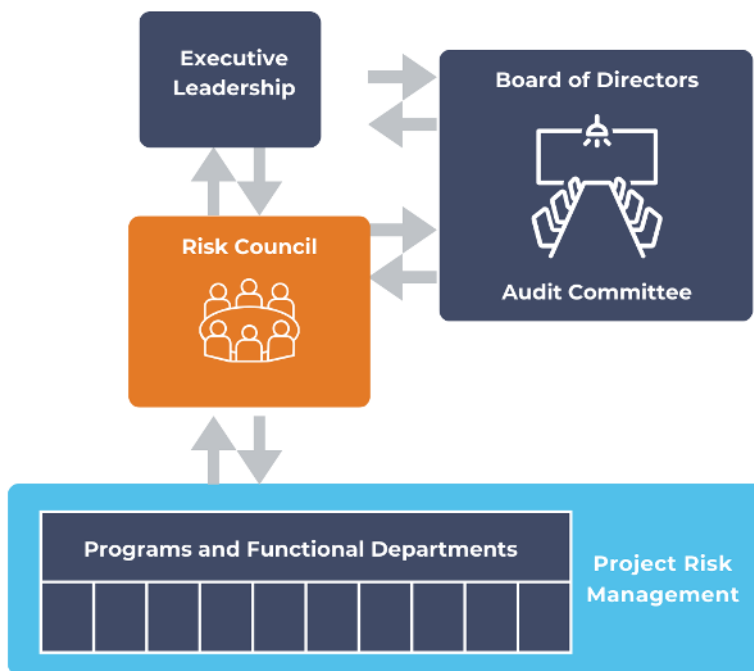 Executive
Leadership
Board of Directors
Risk Council
Audit Committee
Programs and Functional Departments
Project Risk
Management